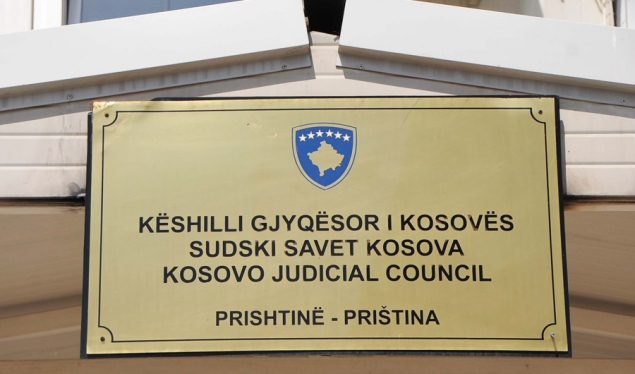 KËSHILLI GJYQËSOR I KOSOVËS
SUDSKI SAVET KOSOVA
KOSOVO JUDICIAL COUNCIL
PRISHTINË - PRIŠTINA